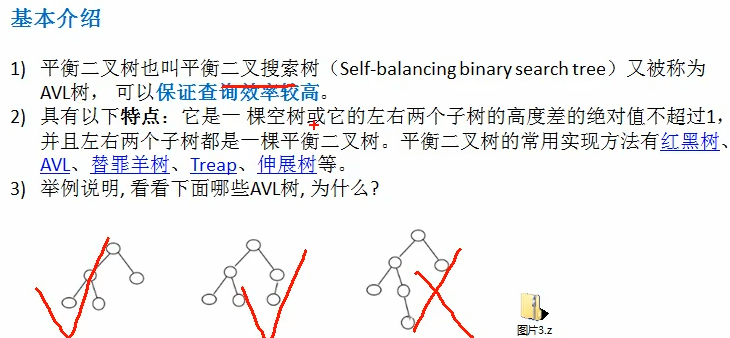 基本介绍
1) 平衡二叉树也叫平衡二叉搜索树（Self-balancing binary search tree）又被称为
AVL树， 可以保证查询效率较高。
2) 具有以下特点：它是一 棵空树或它的左右两个子树的高度差的绝对值不超过1，
并且左右两个子树都是一棵平衡二叉树。平衡二叉树的常用实现方法有红黑树、
AVL、替罪羊树、Treap、伸展树等。
3) 举例说明, 看看下面哪些AVL树, 为什么?
图片3.z